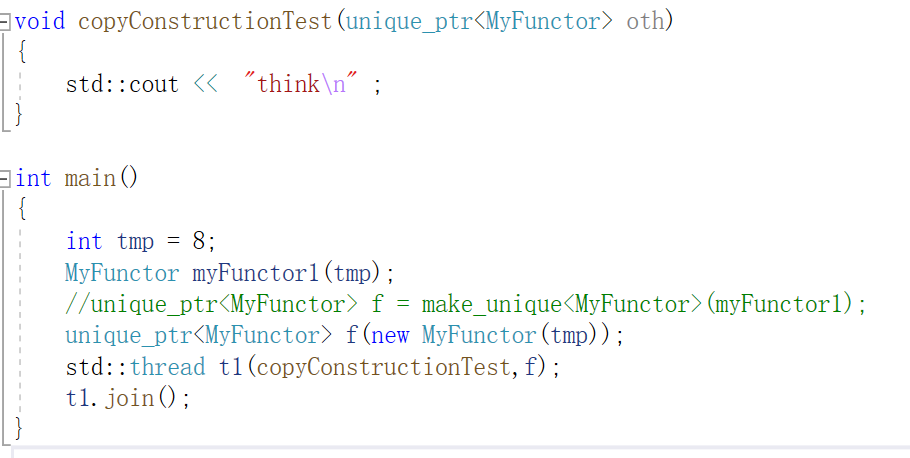 void copyConstructionTest(unique_ptr<MyFunctor> oth)
{
    std::cout << "think\n" ;
}
int main()
{
    int tmp = 8;
    MyFunctor myFunctor1(tmp);
    //unique_ptr<MyFunctor> f = make_unique<MyFunctor>(myFunctor1);
    unique_ptr<MyFunctor> f(new MyFunctor(tmp));
    std::thread t1(copyConstructionTest,f);
    t1.join();
}